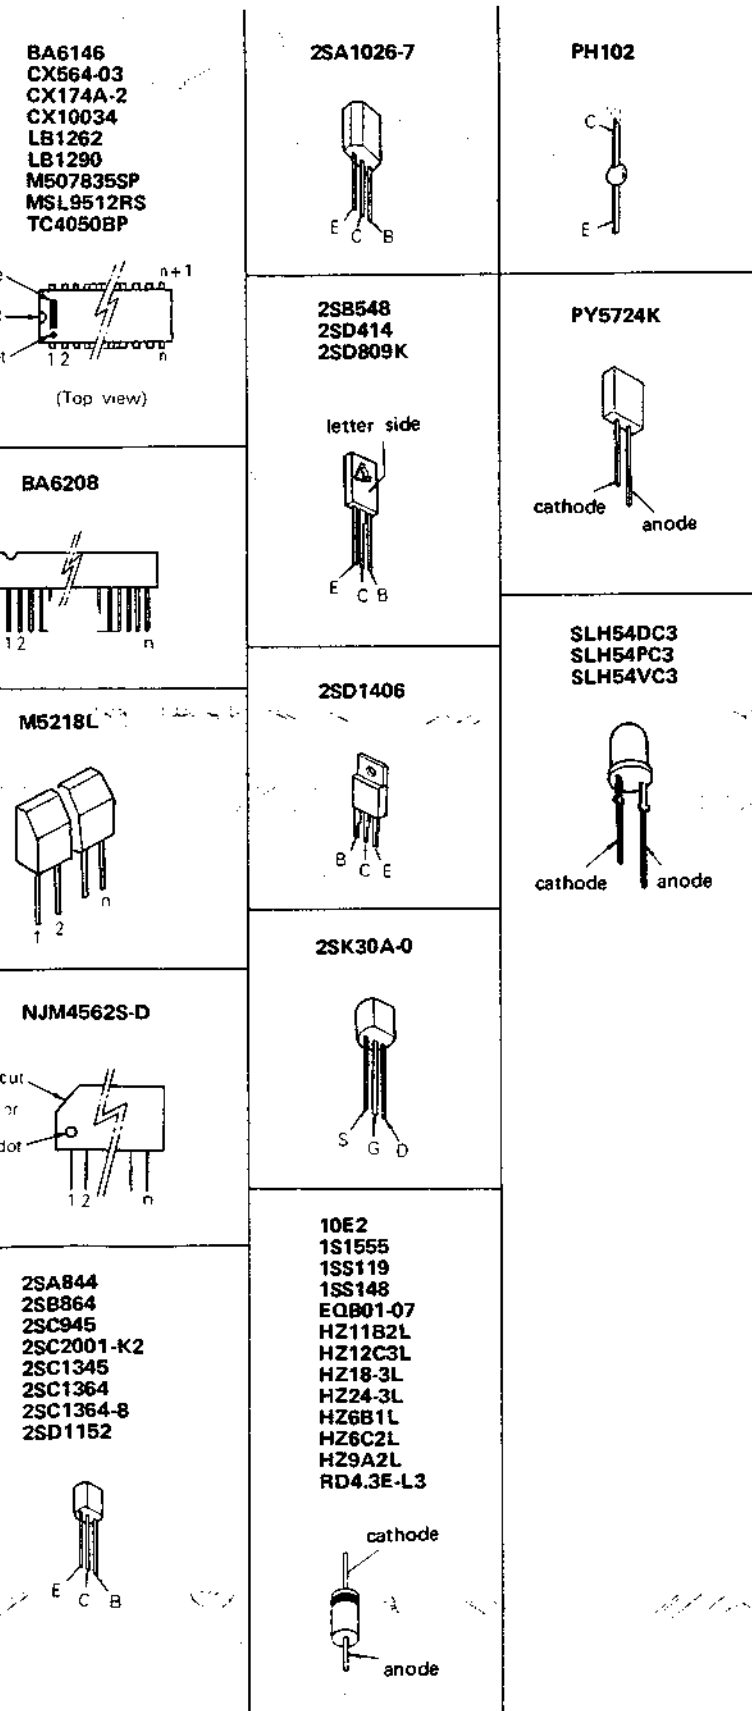 BA6146
CX564-03
CX174A-2
CX10034
LB1262
LB1290
M507835SP
MSL9512RS
TC4050BP
n+1
1 2
n
(Top view)
BA6208
1 2
n
M5218L
1
2
n
NJM4562S-D
cut
or
dot
1 2
n
2SA844
2SB864
2SC945
2SC2001-K2
2SC1345
2SC1364
2SC1364-8
2SD1152
E
C
B
2SA1026-7
E
C
B
2SB548
2SD414
2SD809K
letter side
E
C
B
2SD1406
B
C
E
2SK30A-0
S
G
D
10E2
1S1555
1SS119
1SS148
EQB01-07
HZ11B2L
HZ12C3L
HZ18-3L
HZ24-3L
HZ6B1L
HZ6C2L
HZ9A2L
RD4.3E-L3
cathode
anode
PH102
C
E
PY5724K
cathode
anode
SLH54DC3
SLH54PC3
SLH54VC3
cathode
anode